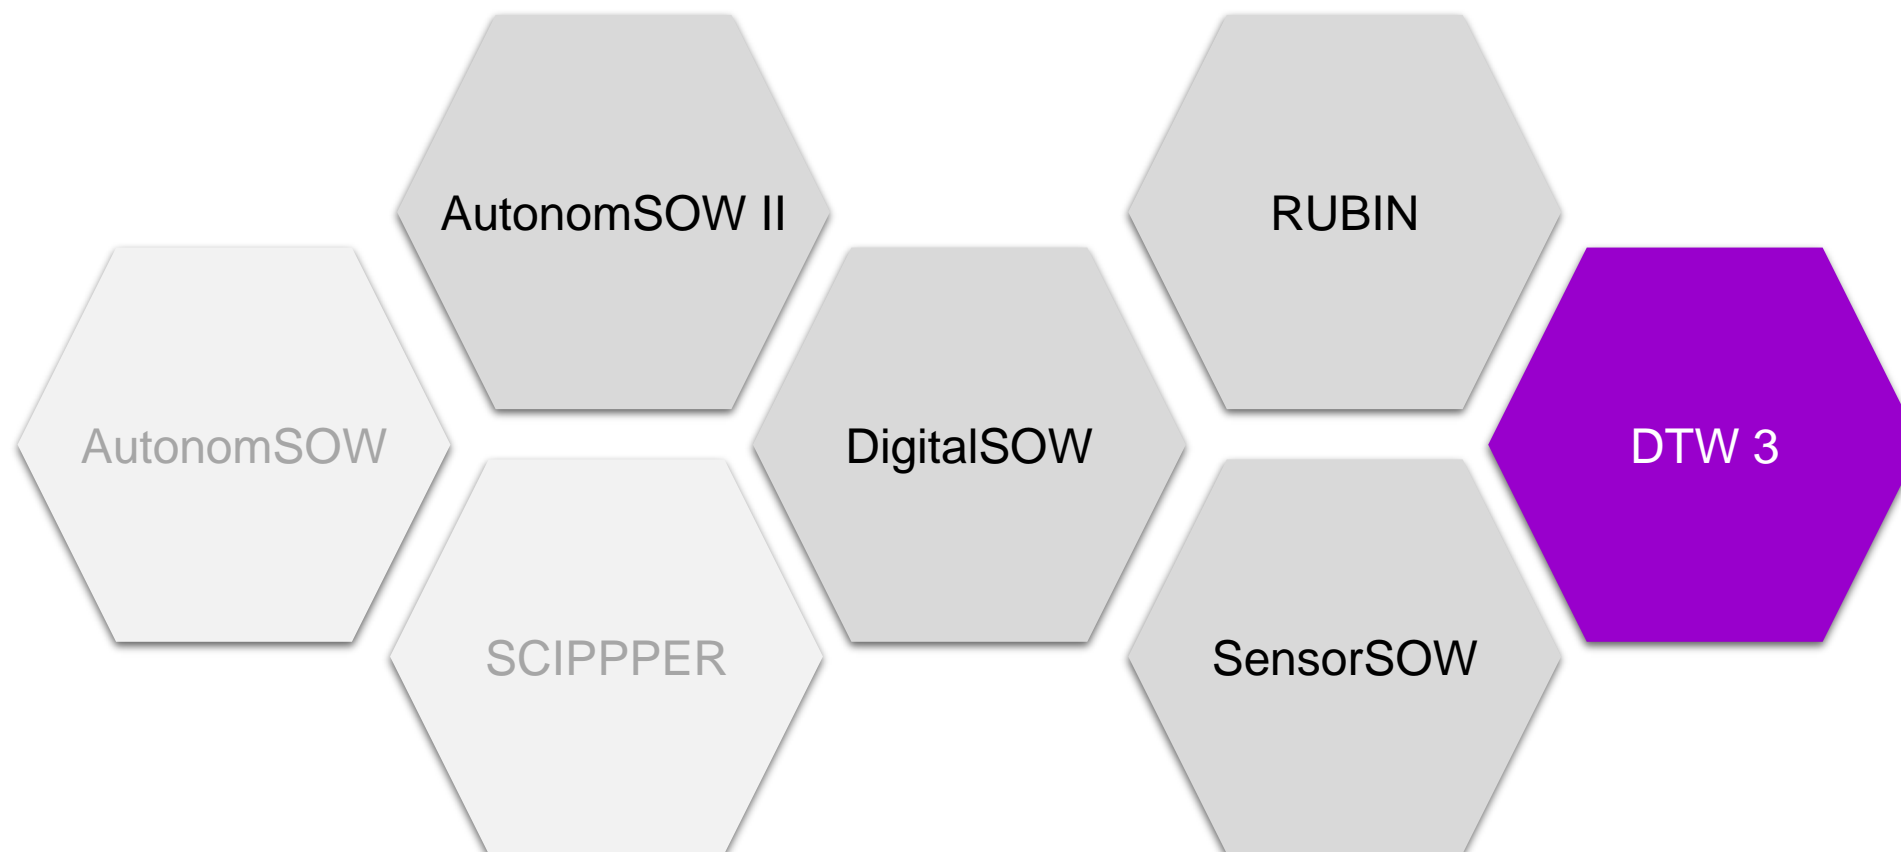 AutonomSOW II
RUBIN
AutonomSOW
DigitalSOW
DTW 3
SCIPPPER
SensorSOW